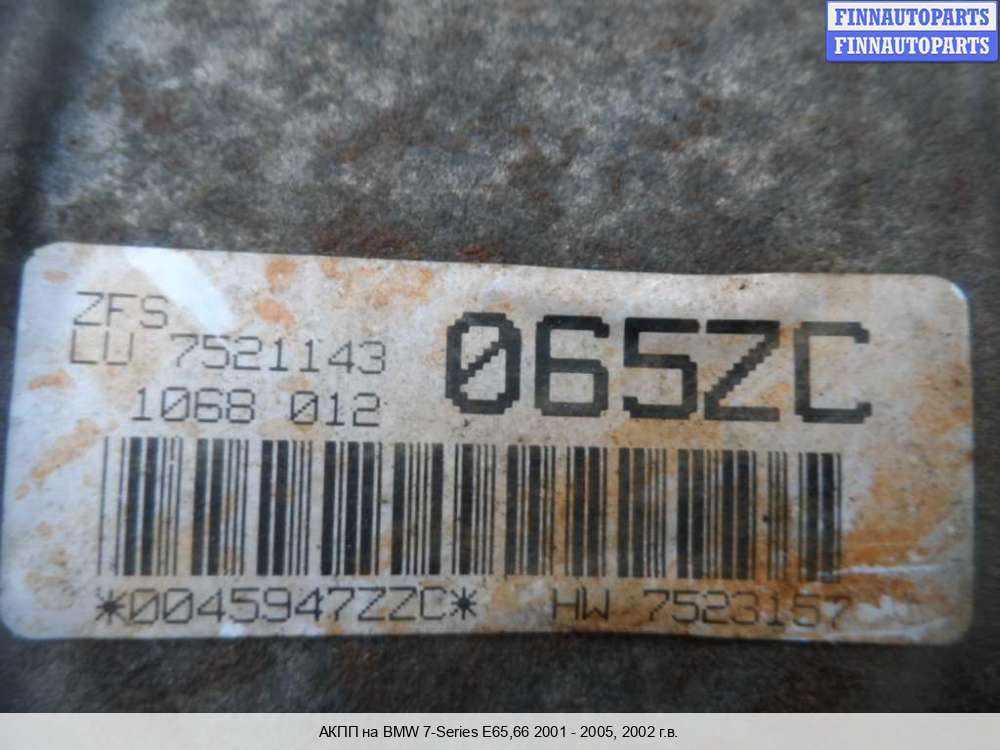 FINNAUTOPARTS
FINNAUTOPARTS
ZFS
LU 7521143
1068 012
065ZC
*0045947ZZC* HW 7523157
АКПП на BMW 7-Series E65,66 2001 - 2005, 2002 г.в.